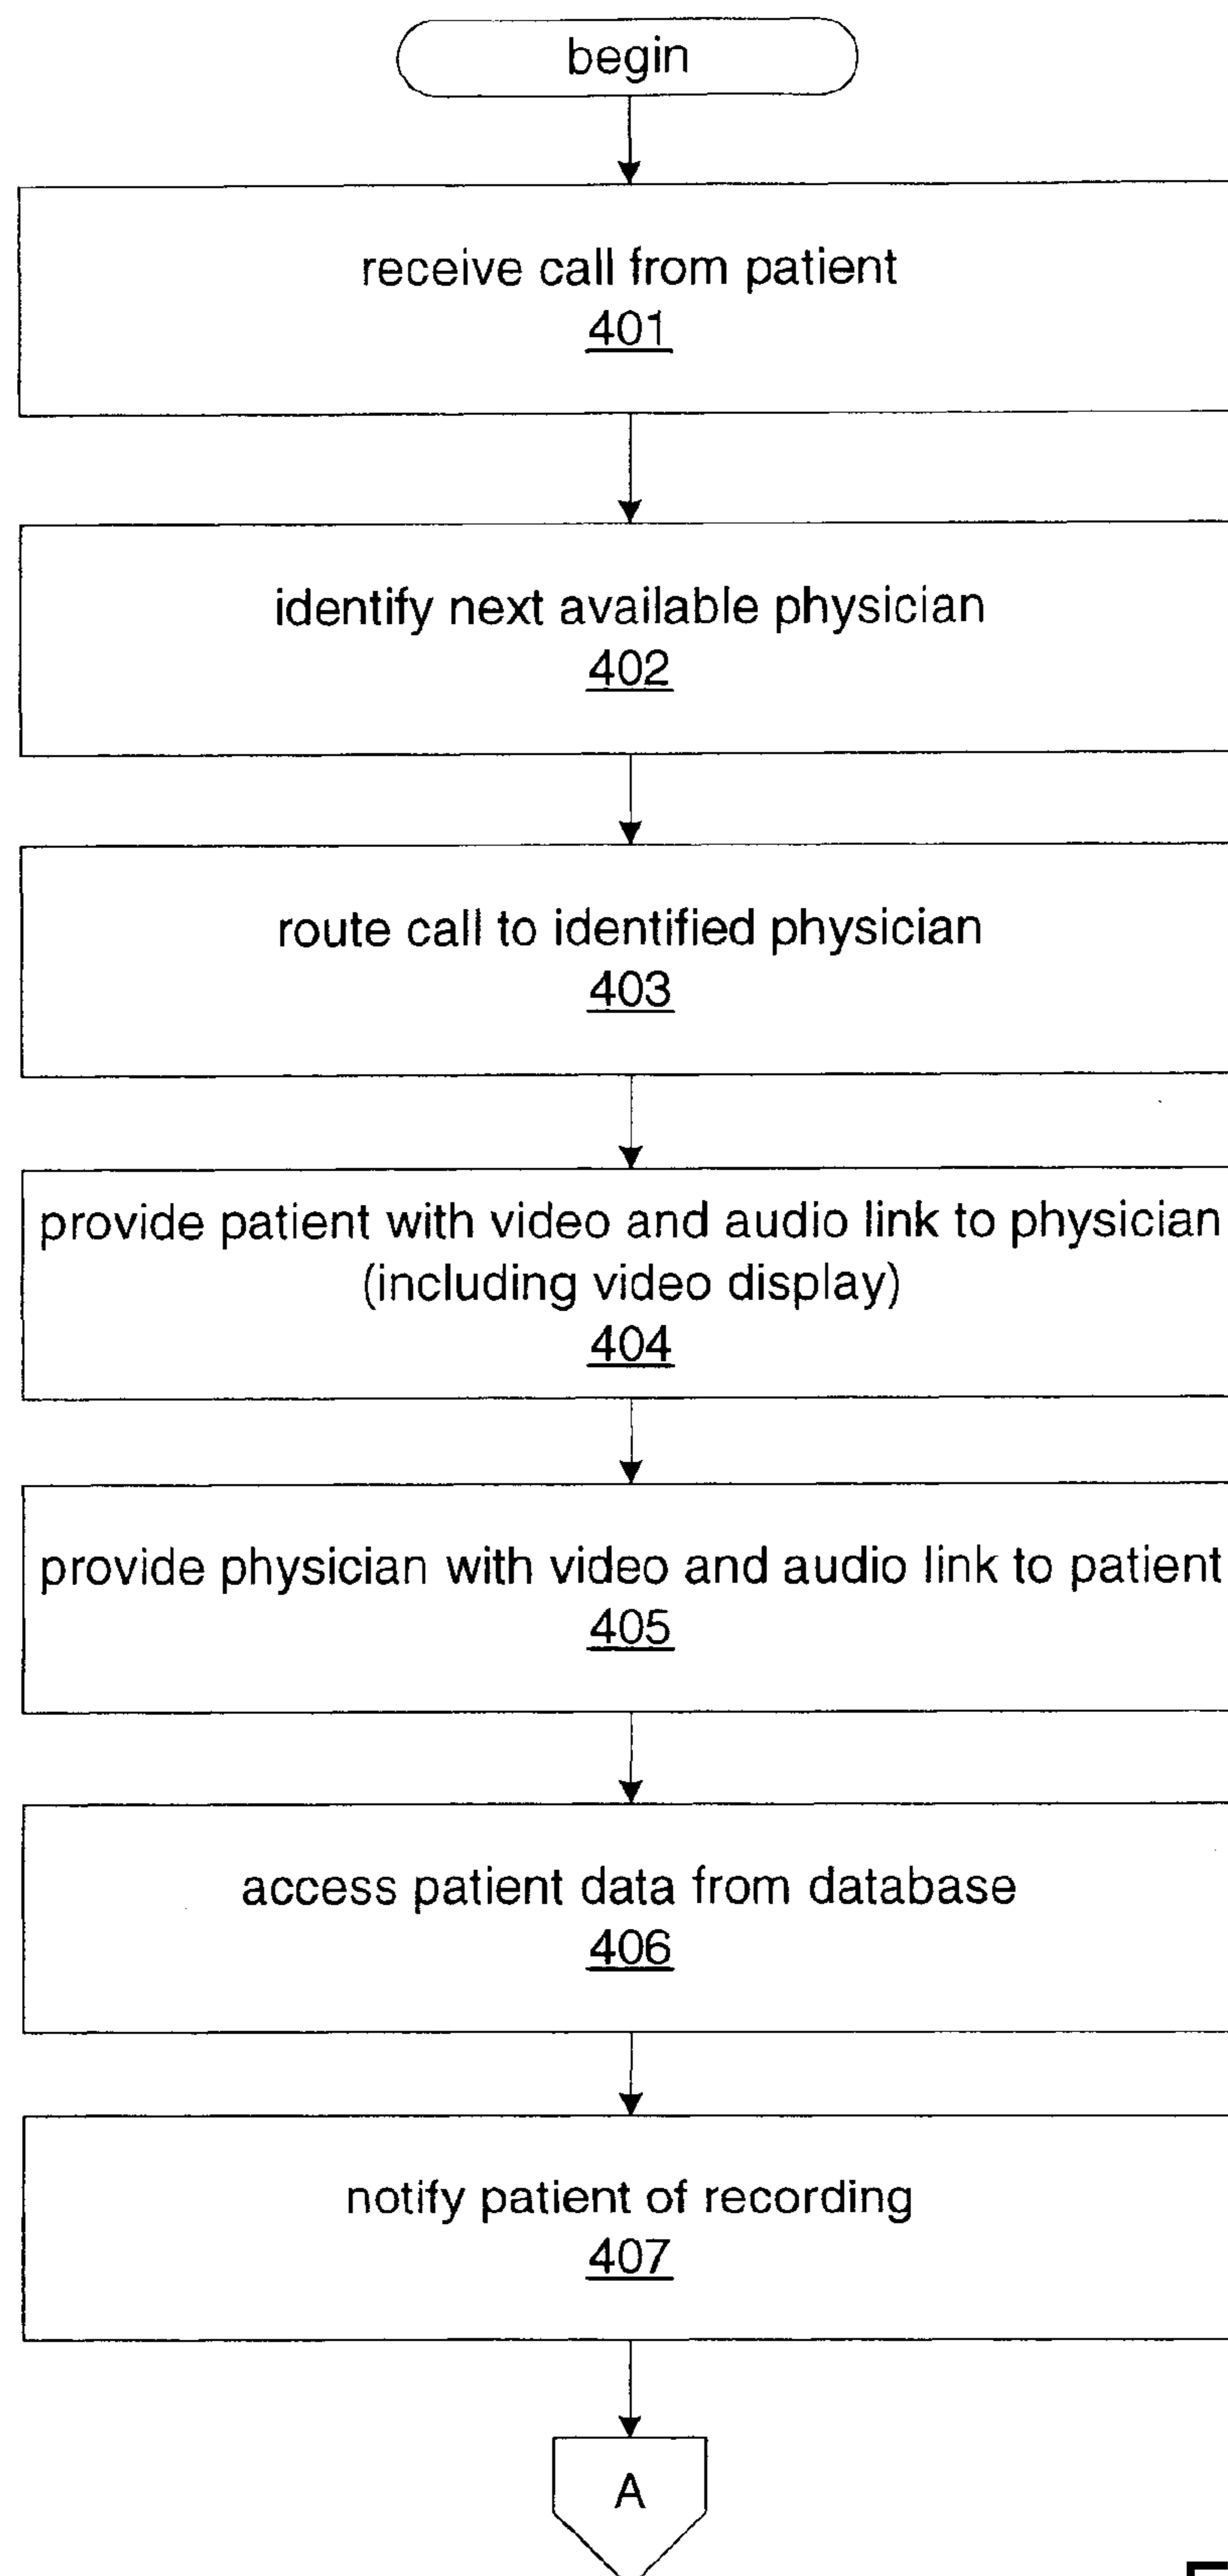 begin
receive call from patient
401
identify next available physician
402
route call to identified physician
403
provide patient with video and audio link to physician
(including video display)
404
provide physician with video and audio link to patient
405
access patient data from database
406
notify patient of recording
407
A